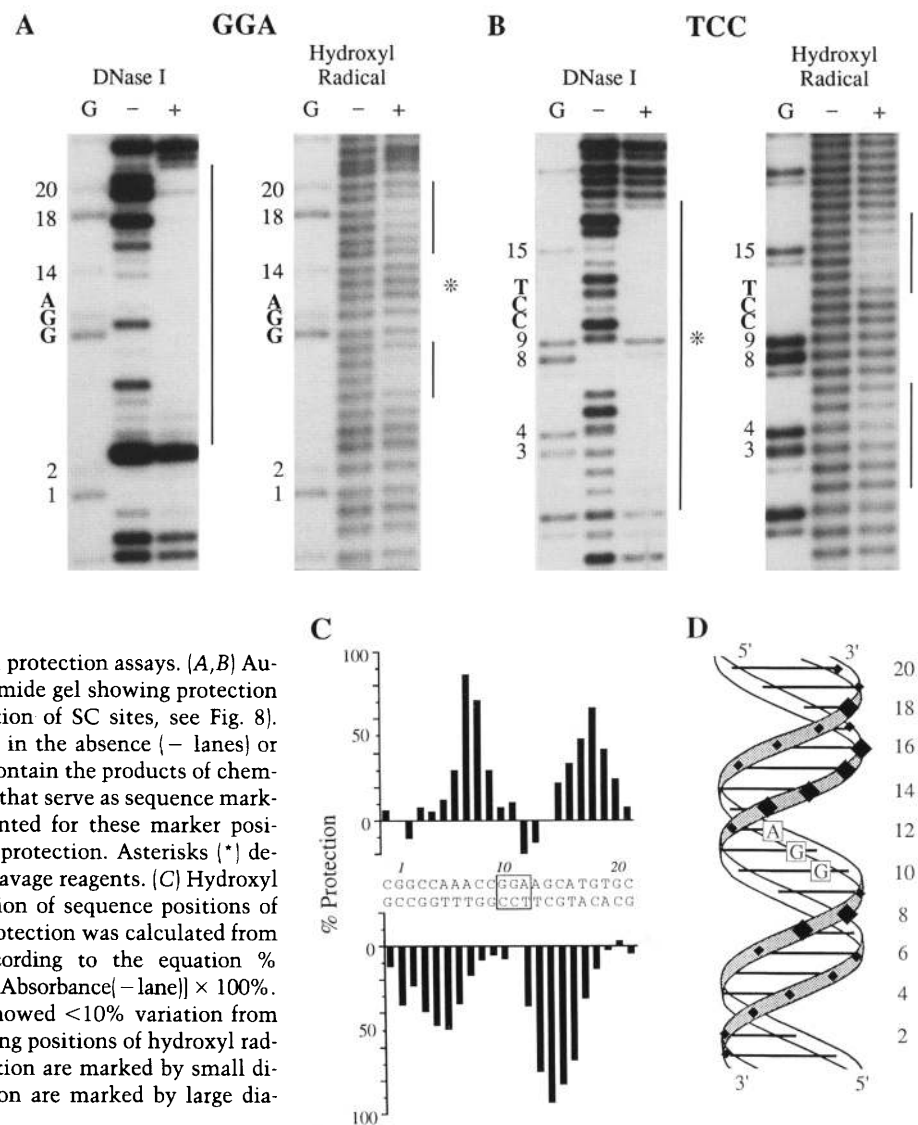 A
GGA
B
TCC
DNase I
Hydroxyl
Radical
DNase I
Hydroxyl
Radical
G − +
− +
G − +
− +
20
18
14
A
G
G
2
1
20
18
14
A
G
G
2
1
*
15
T
C
C
9
8
4
3
*
15
T
C
C
9
8
4
3
protection assays. (A,B) Au-
mide gel showing protection
tion of SC sites, see Fig. 8).
in the absence (− lanes) or
ontain the products of chem-
that serve as sequence mark-
nted for these marker posi-
protection. Asterisks (*) de-
avage reagents. (C) Hydroxyl
ion of sequence positions of
otection was calculated from
cording to the equation %
Absorbance(−lane)] × 100%.
howed <10% variation from
ng positions of hydroxyl rad-
tion are marked by small di-
on are marked by large dia-
C
% Protection
100
50
0
1 10 20
CGGCCAAACCGGAAGCATGTGC
GCCGGTTTGGCCTTCGTACACG
0
50
100
D
5' 3'
20
18
16
14
12
10
8
6
4
2
A
G
G
3' 5'